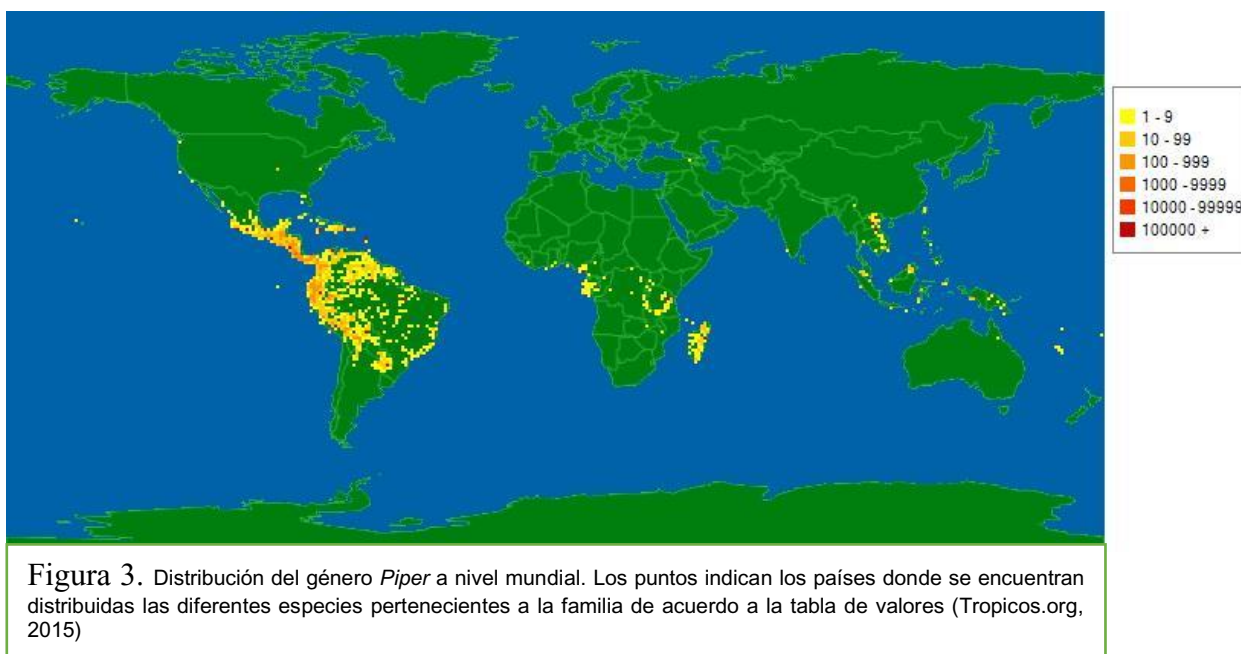 1 - 9
10 - 99
100 - 999
1000 -9999
10000 -99999
100000 +
Figura 3. Distribución del género Piper a nivel mundial. Los puntos indican los países donde se encuentran
distribuidas las diferentes especies pertenecientes a la familia de acuerdo a la tabla de valores (Tropicos.org,
2015)